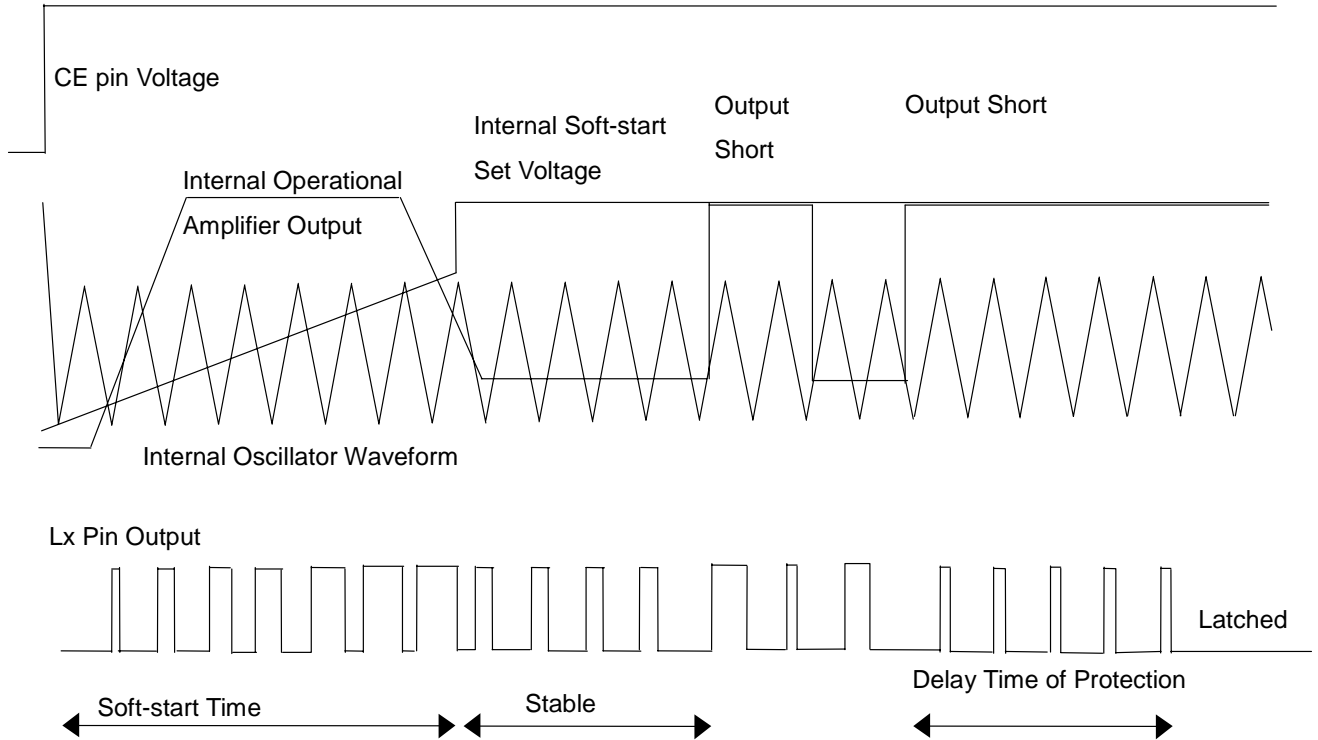 CE pin Voltage
Output
Short
Output Short
Internal Soft-start
Set Voltage
Internal Operational
Amplifier Output
Internal Oscillator Waveform
Lx Pin Output
Latched
Soft-start Time
Stable
Delay Time of Protection